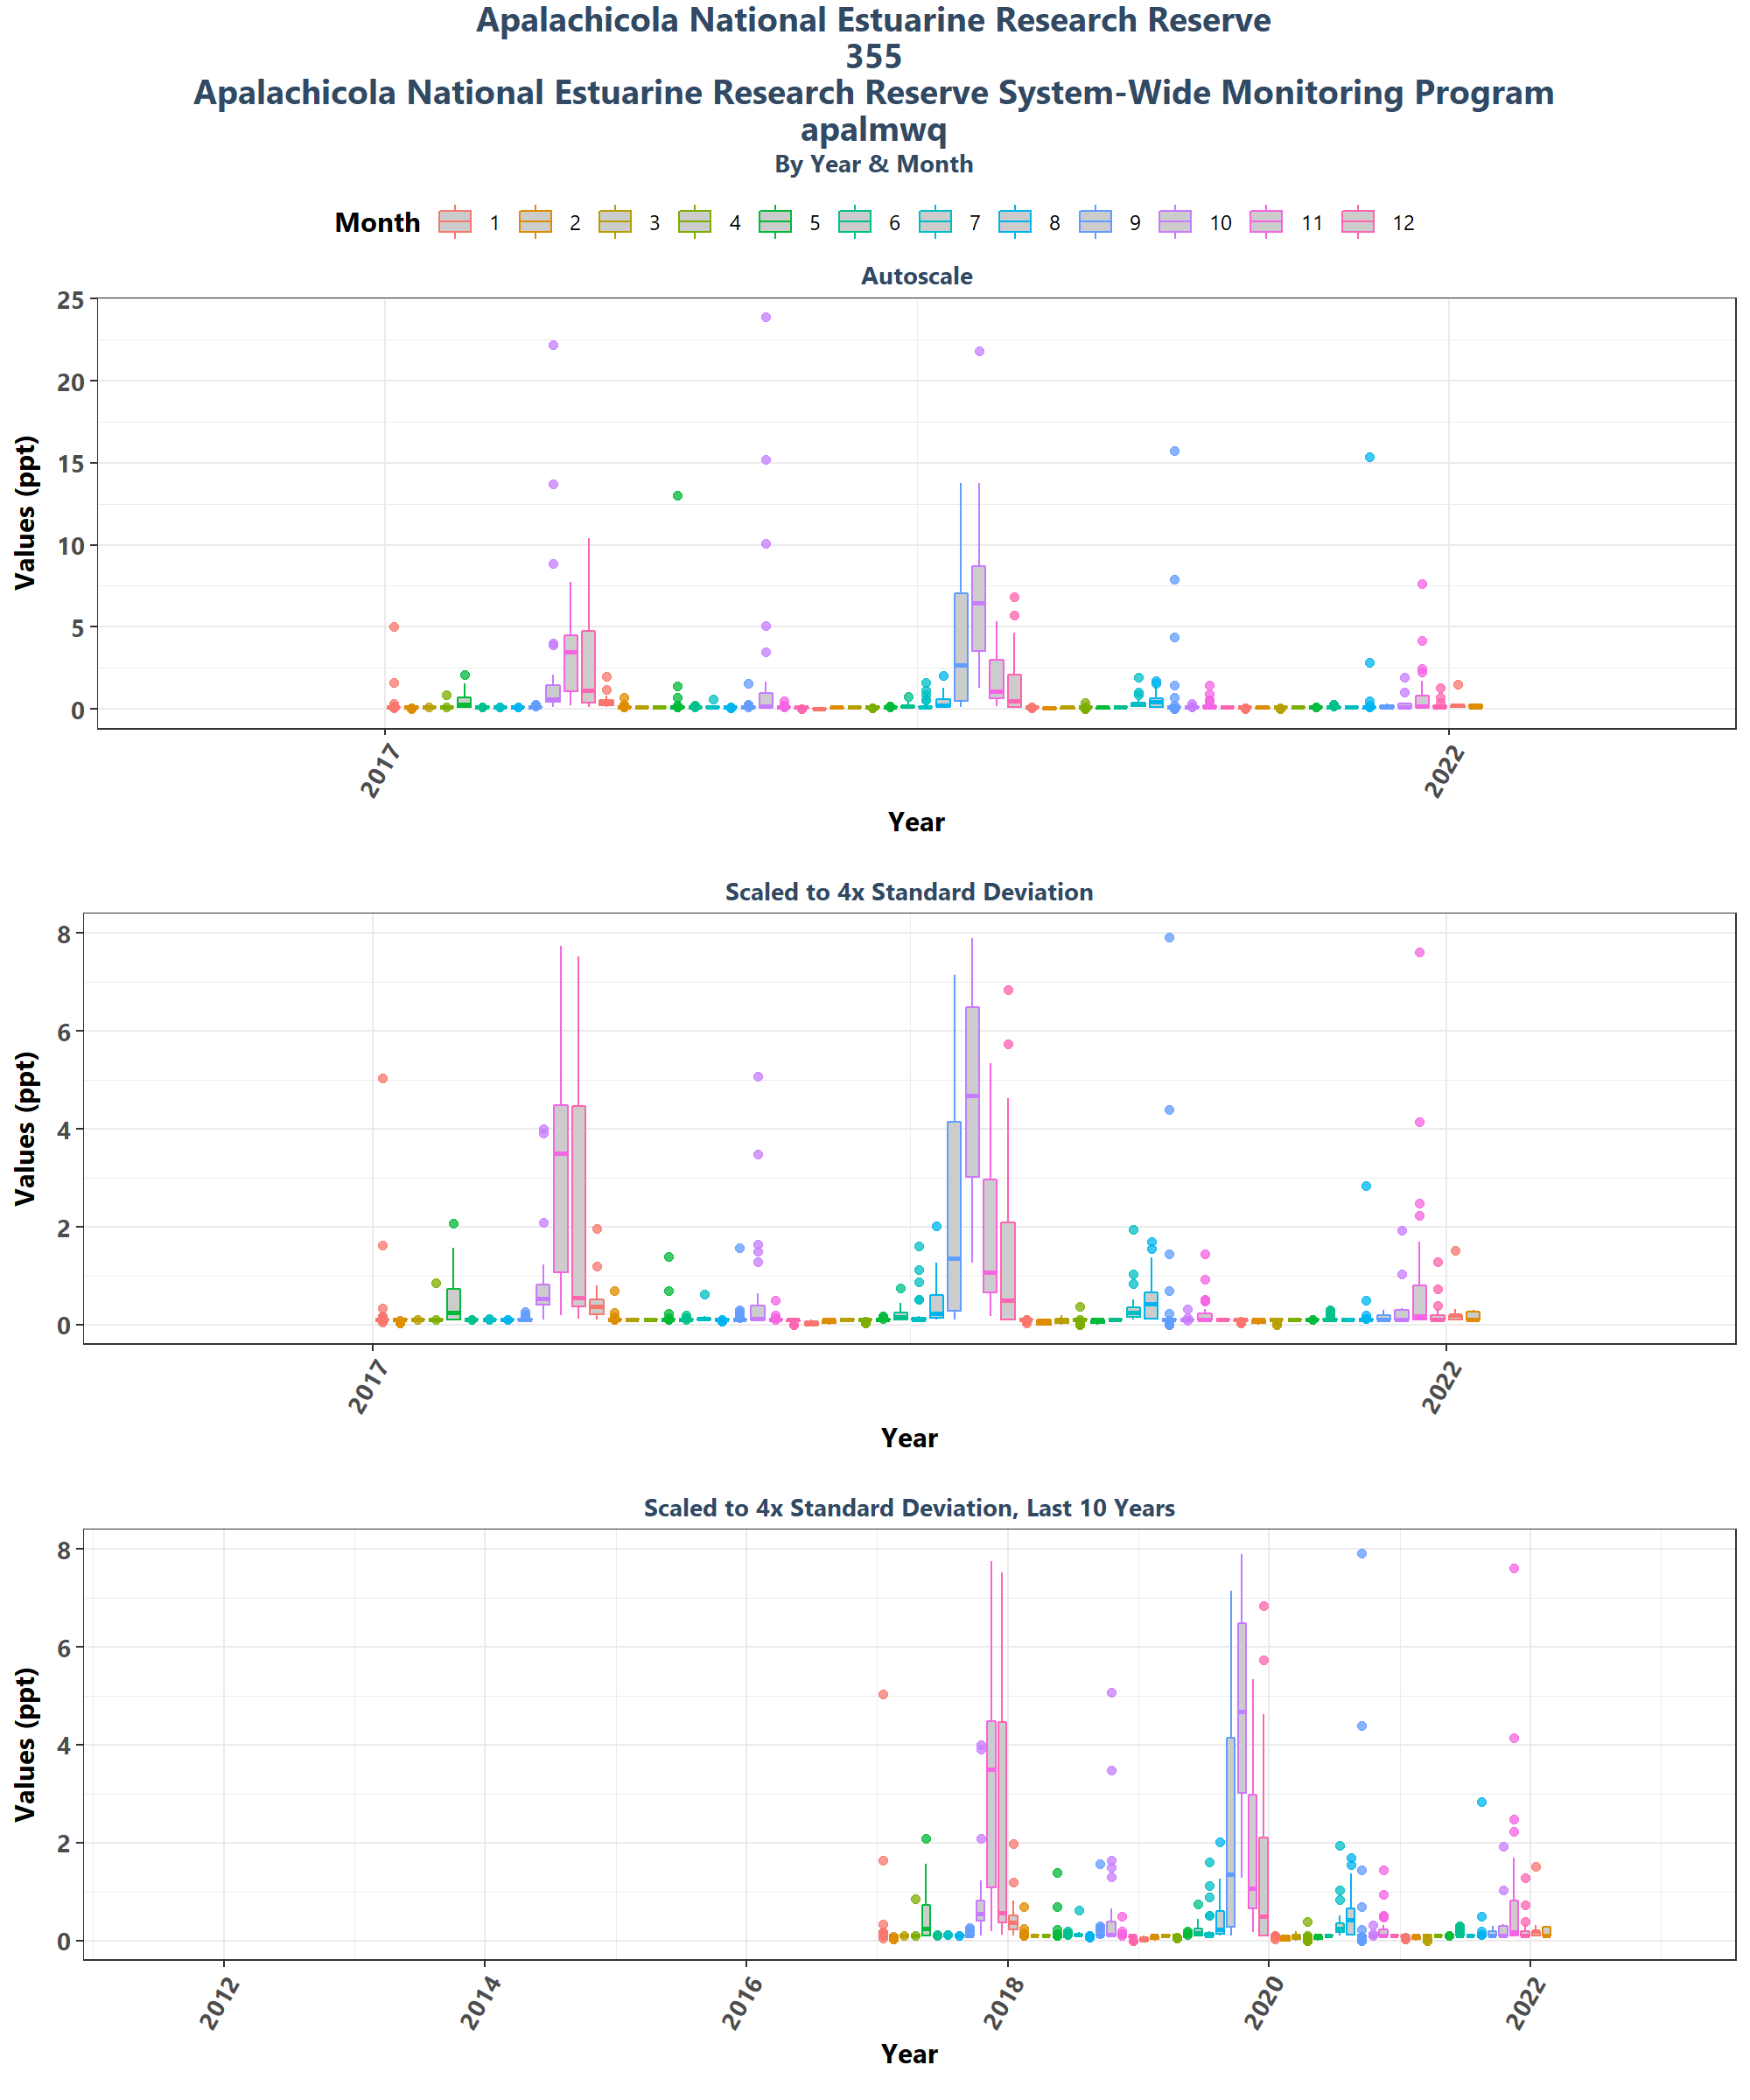 Apalachicola National Estuarine Research Reserve
355
Apalachicola National Estuarine Research Reserve System-Wide Monitoring Program
apalmwq
By Year & Month
Month 1 2 3 4 5 6 7 8 9 10 11 12
Autoscale
25
20
15
10
5
0
Values (ppt)
2017 2022
Year
Scaled to 4x Standard Deviation
8
6
4
2
0
Values (ppt)
2017 2022
Year
Scaled to 4x Standard Deviation, Last 10 Years
8
6
4
2
0
Values (ppt)
2012 2014 2016 2018 2020 2022
Year